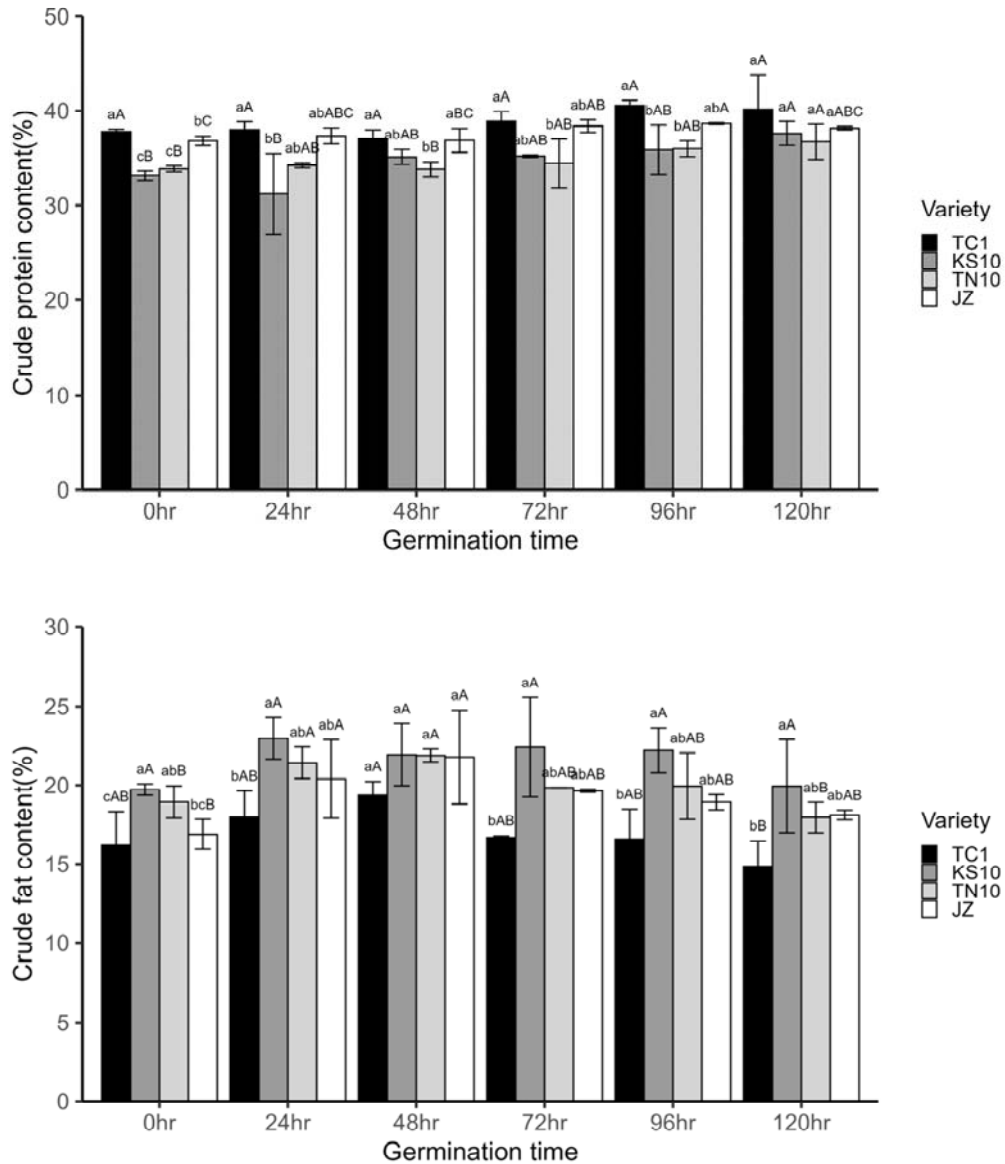 Crude protein content(%)
50
40
30
20
10
0
aA cB cB bC
aA bB abAB abABC
aA abAB bB aBC
aA abAB bAB abAB
aA bAB bAB abA
aA aA aA aABC
0hr 24hr 48hr 72hr 96hr 120hr
Germination time
Variety
TC1
KS10
TN10
JZ
Crude fat content(%)
30
25
20
15
10
5
0
cAB aA abB bcB
bAB aA abA abA
aA aA aA aA
bAB aA abAB abAB
bAB aA abAB abAB
bB aA abB abAB
0hr 24hr 48hr 72hr 96hr 120hr
Germination time
Variety
TC1
KS10
TN10
JZ